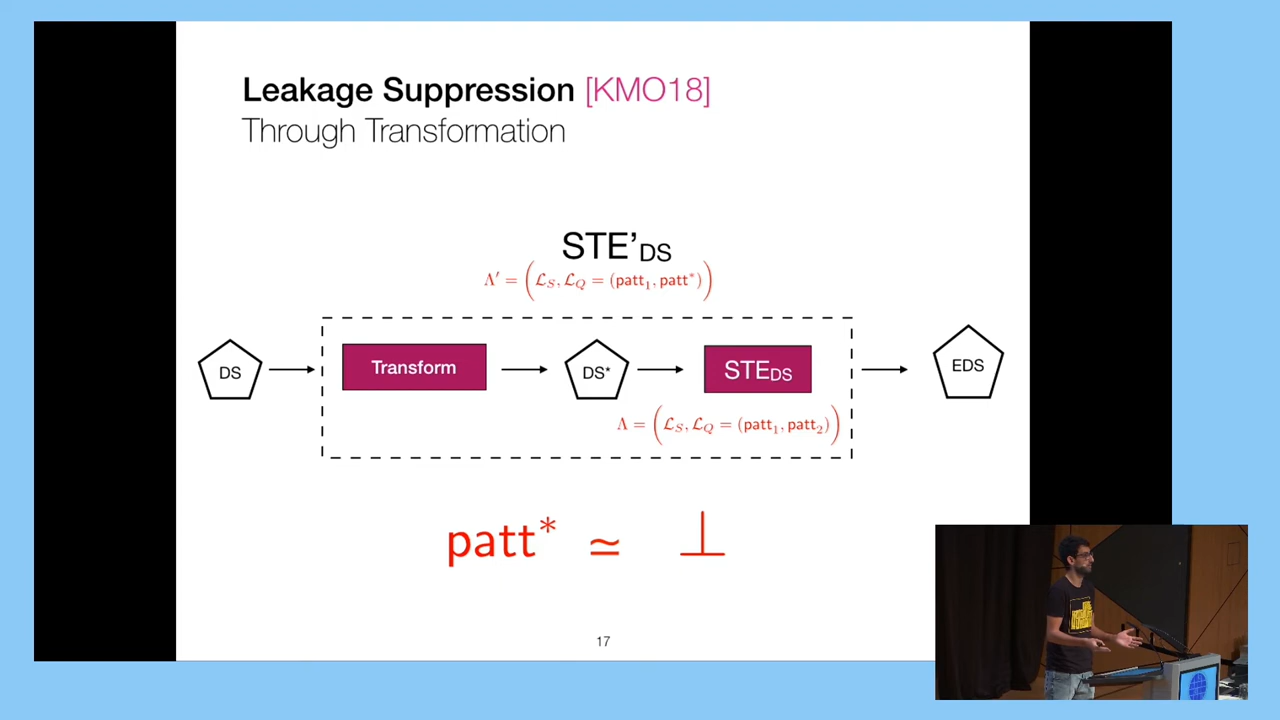 Leakage Suppression [KMO18]
Through Transformation
STE’DS
Λ′ = (ℒS, ℒQ = (patt1, patt*))
DS
Transform
DS*
STEDS
EDS
Λ = (ℒS, ℒQ = (patt1, patt2))
patt* ≃ ⊥
17